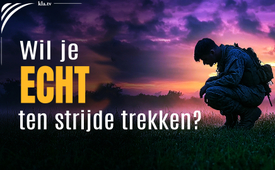 kla.tv
Wil je
ECHT
ten strijde trekken?